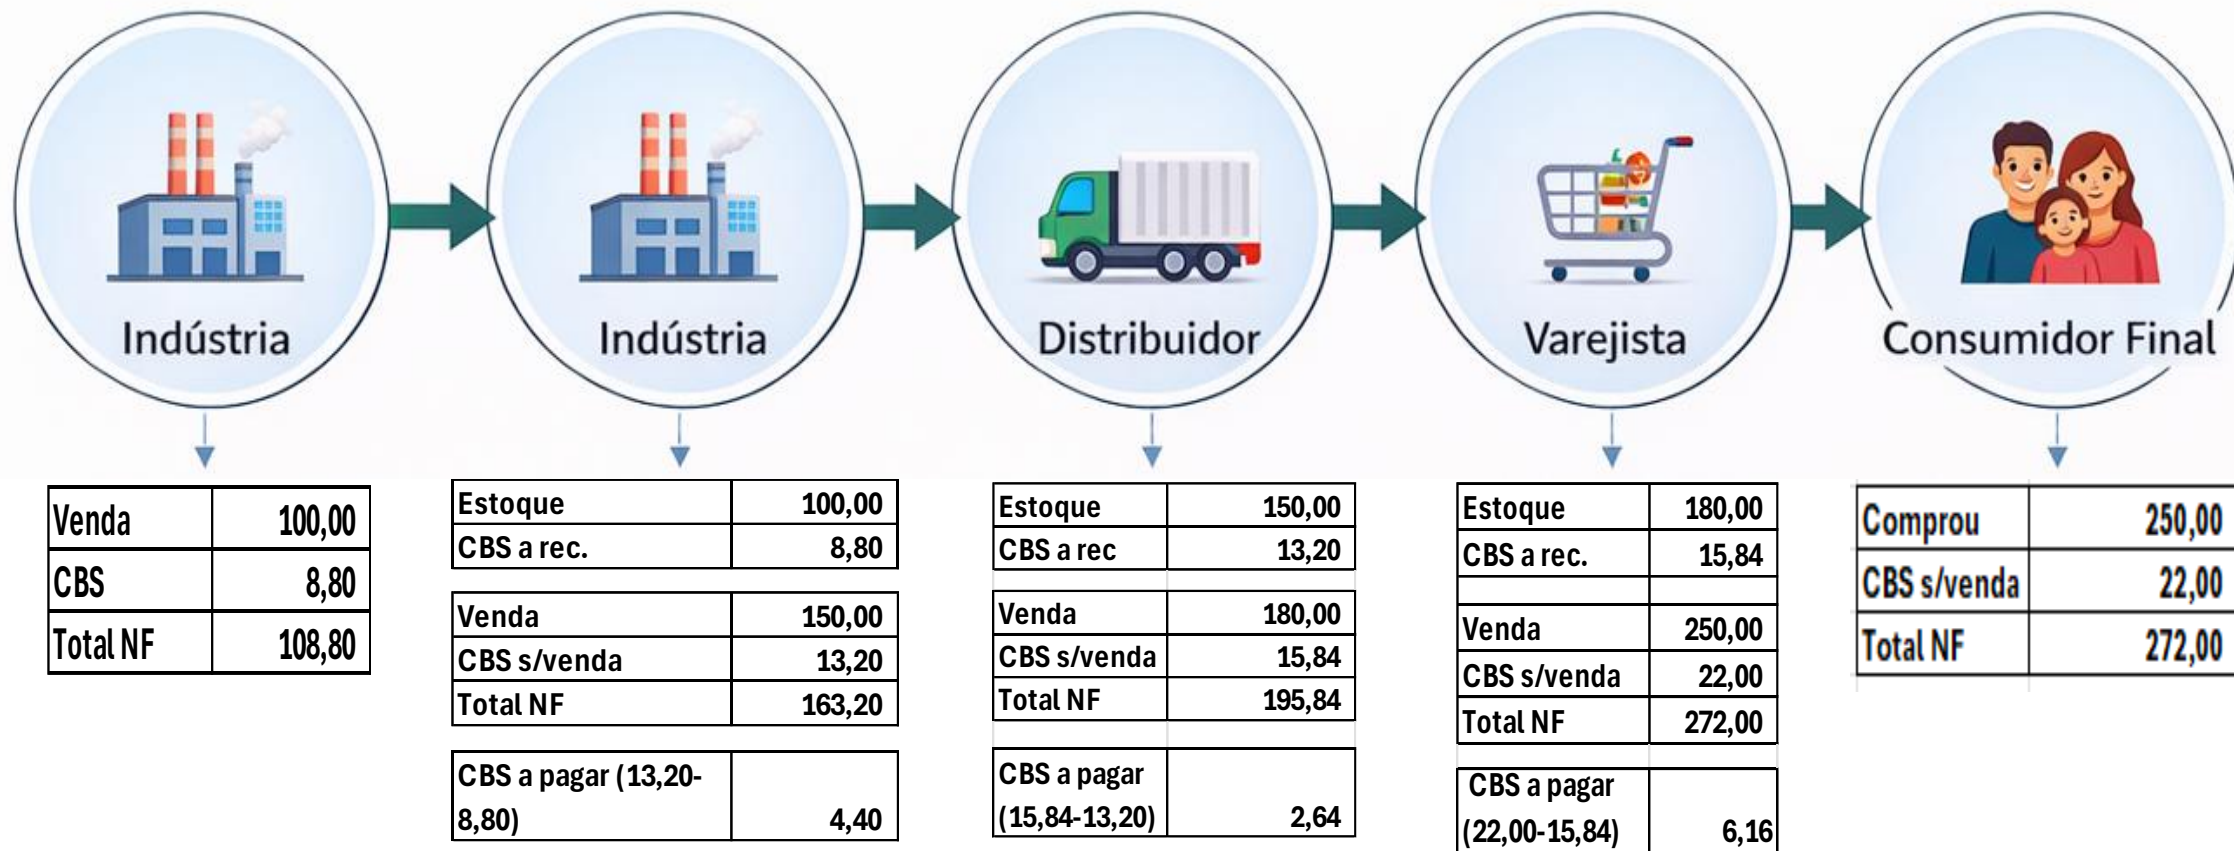 Indústria
Indústria
Distribuidor
Varejista
Consumidor Final
Venda 100,00
CBS 8,80
Total NF 108,80
Estoque 100,00
CBS a rec. 8,80
Venda 150,00
CBS s/venda 13,20
Total NF 163,20
CBS a pagar (13,20-
8,80) 4,40
Estoque 150,00
CBS a rec 13,20
Venda 180,00
CBS s/venda 15,84
Total NF 195,84
CBS a pagar
(15,84-13,20) 2,64
Estoque 180,00
CBS a rec. 15,84
Venda 250,00
CBS s/venda 22,00
Total NF 272,00
CBS a pagar
(22,00-15,84) 6,16
Comprou 250,00
CBS s/venda 22,00
Total NF 272,00